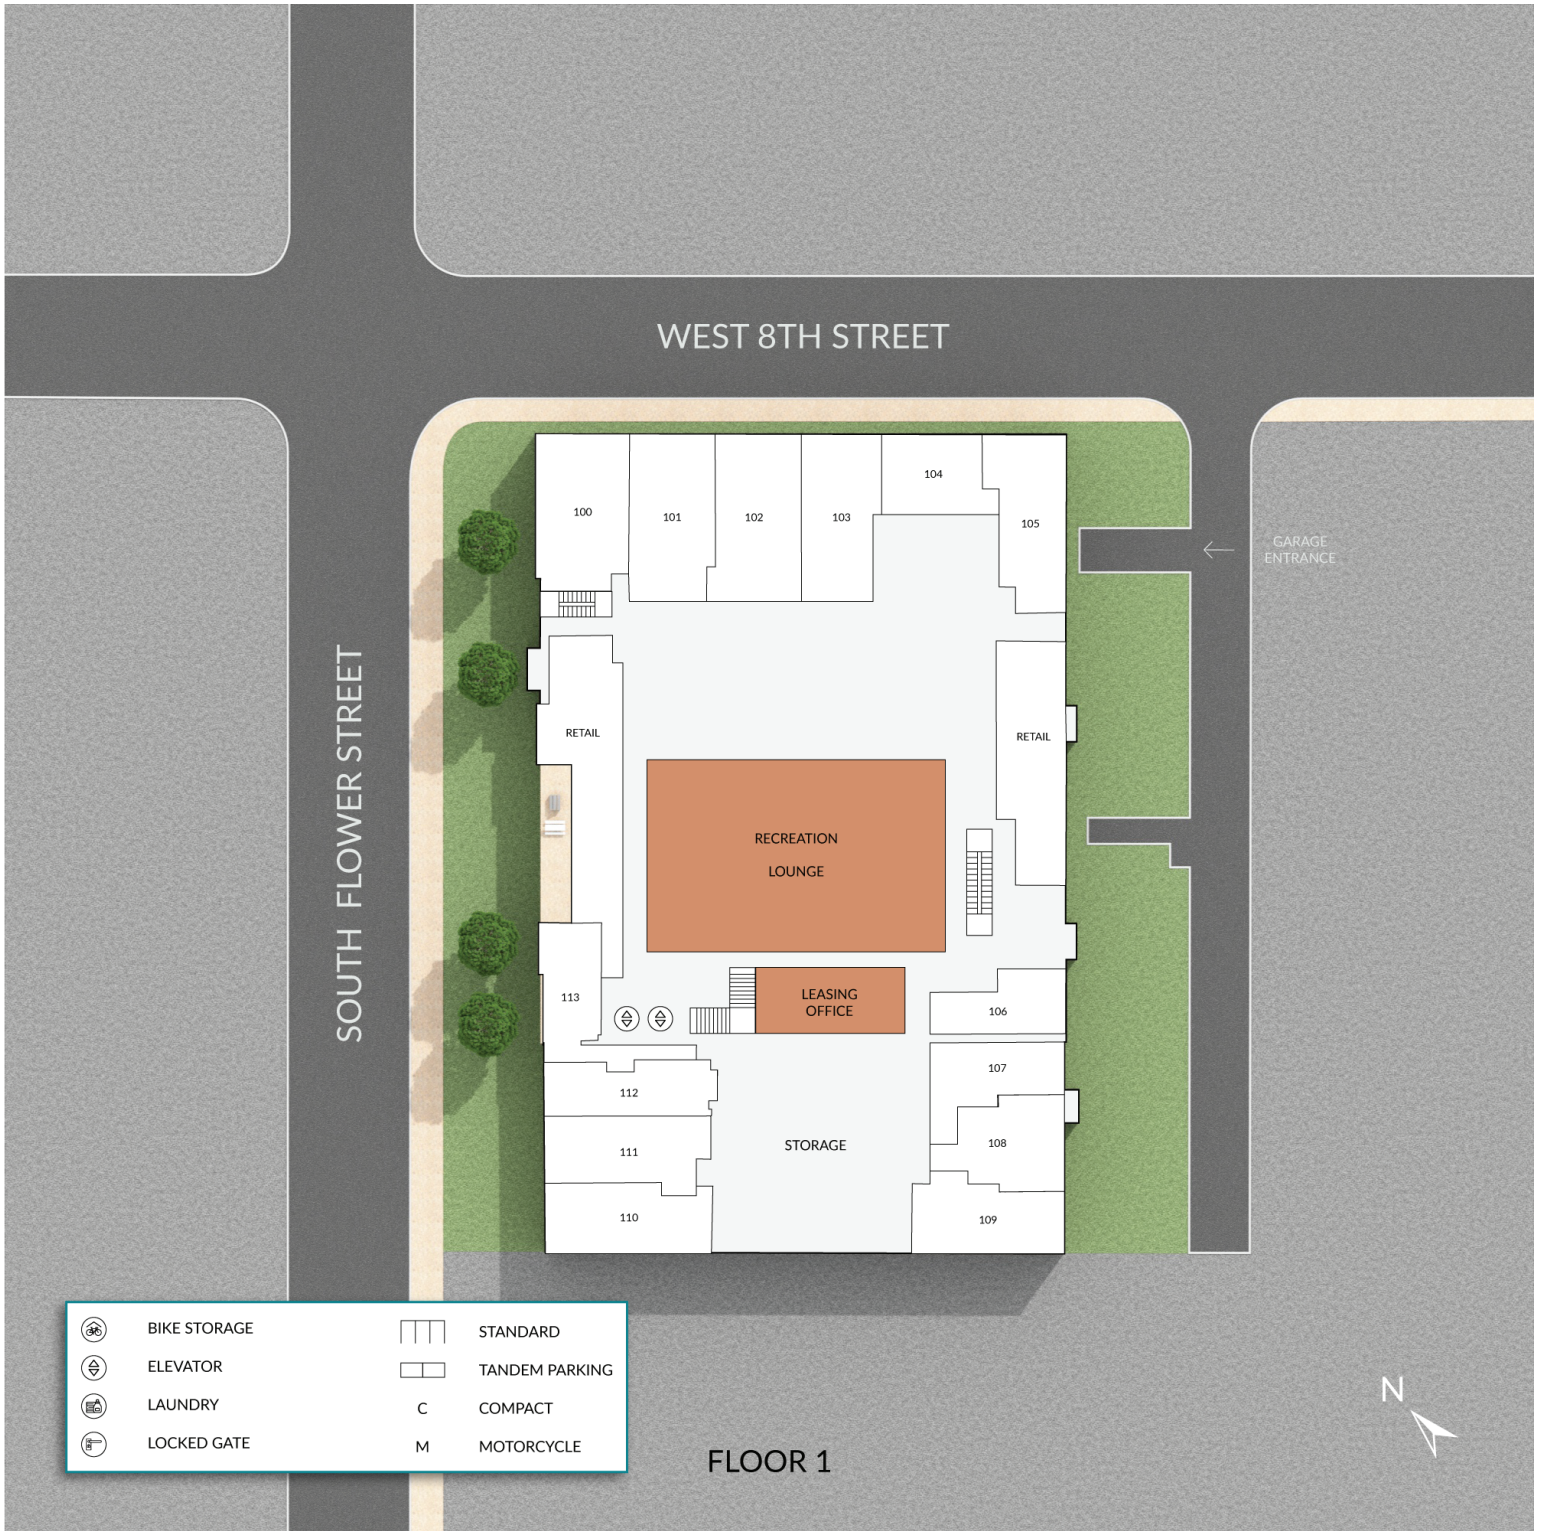 WEST 8TH STREET
SOUTH FLOWER STREET
100
101
102
103
104
105
GARAGE
ENTRANCE
RETAIL
RETAIL
RECREATION
LOUNGE
LEASING
OFFICE
113
106
112
107
111
108
STORAGE
110
109
BIKE STORAGE
ELEVATOR
LAUNDRY
LOCKED GATE
STANDARD
TANDEM PARKING
C COMPACT
M MOTORCYCLE
FLOOR 1
N